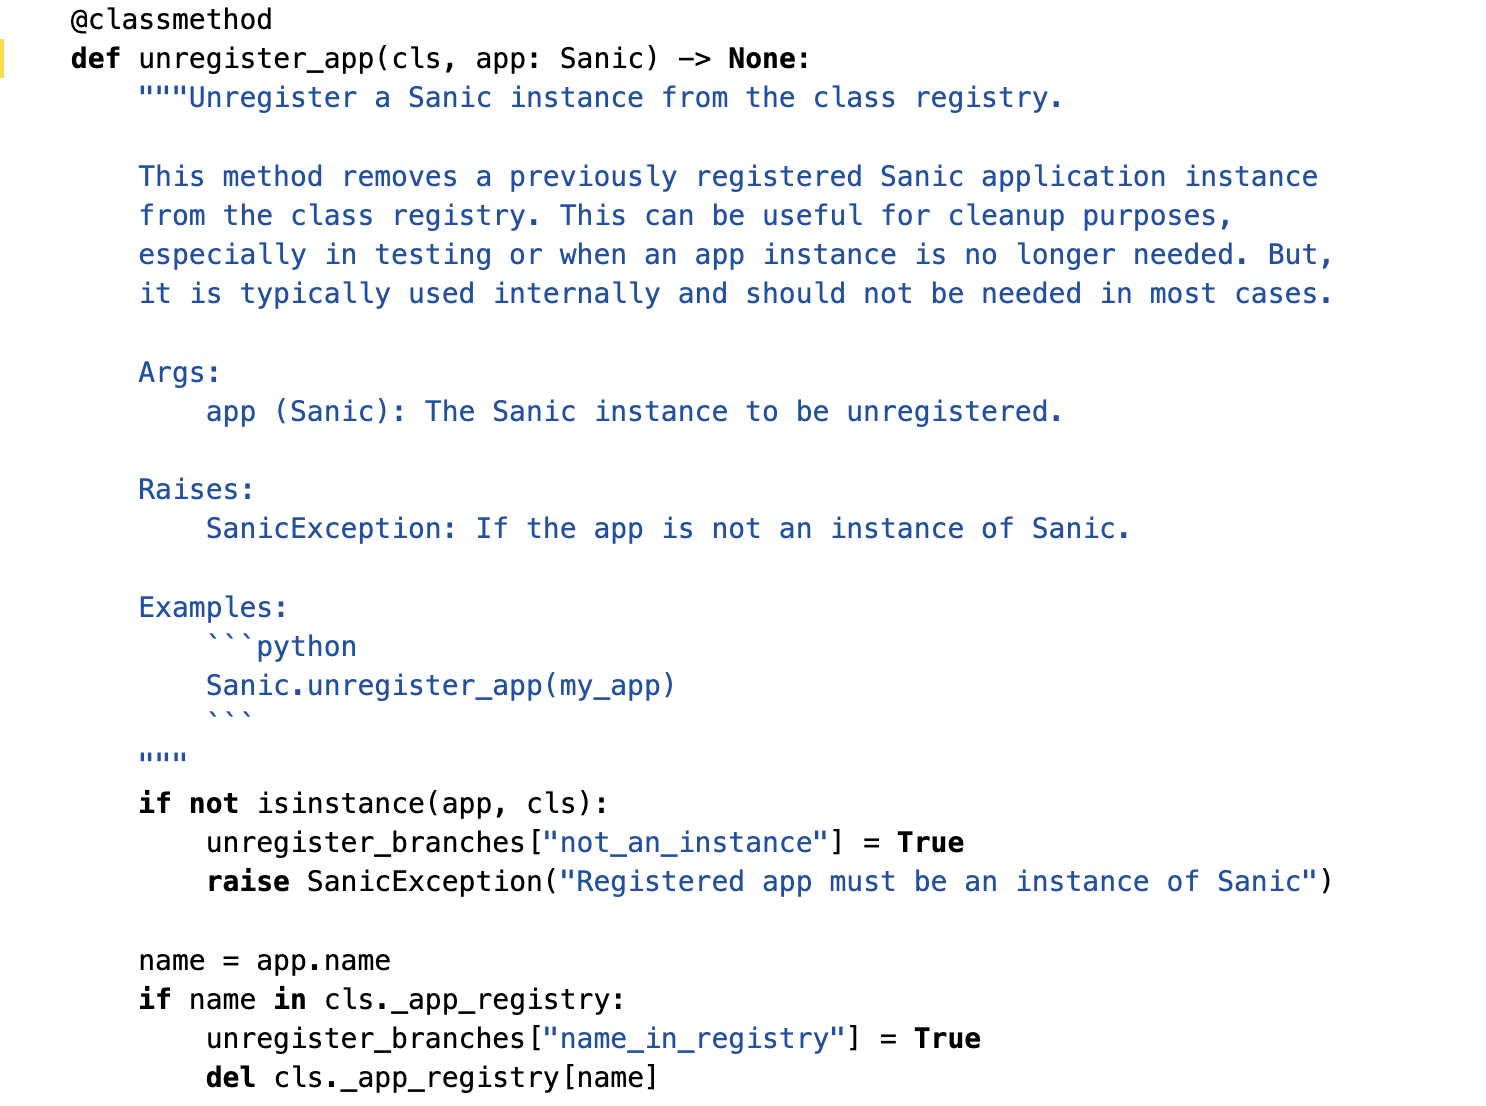 @classmethod
def unregister_app(cls, app: Sanic) -> None:
"""Unregister a Sanic instance from the class registry.
This method removes a previously registered Sanic application instance
from the class registry. This can be useful for cleanup purposes,
especially in testing or when an app instance is no longer needed. But,
it is typically used internally and should not be needed in most cases.
Args:
app (Sanic): The Sanic instance to be unregistered.
Raises:
SanicException: If the app is not an instance of Sanic.
Examples:
```python
Sanic.unregister_app(my_app)
```
"""
if not isinstance(app, cls):
unregister_branches["not_an_instance"] = True
raise SanicException("Registered app must be an instance of Sanic")
name = app.name
if name in cls._app_registry:
unregister_branches["name_in_registry"] = True
del cls._app_registry[name]